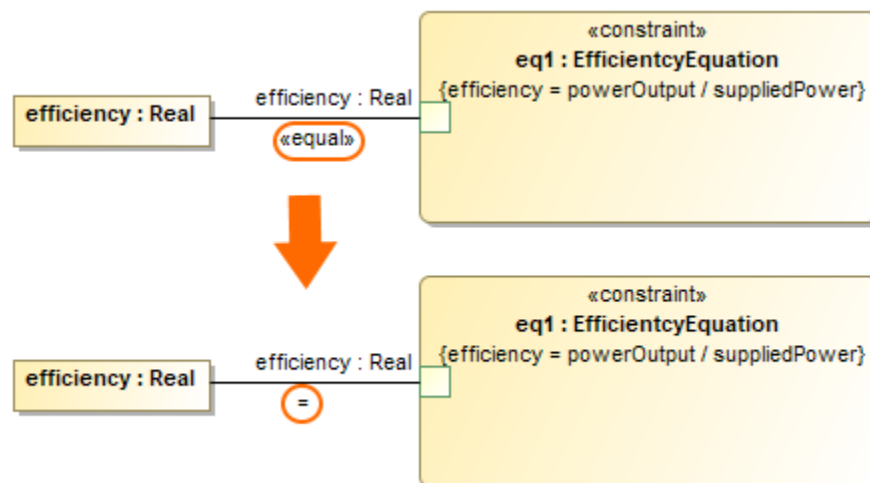 «constraint»
eq1 : EfficientcyEquation
{efficiency = powerOutput / suppliedPower}
efficiency : Real
efficiency : Real
«equal»
«constraint»
eq1 : EfficientcyEquation
{efficiency = powerOutput / suppliedPower}
efficiency : Real
efficiency : Real
=